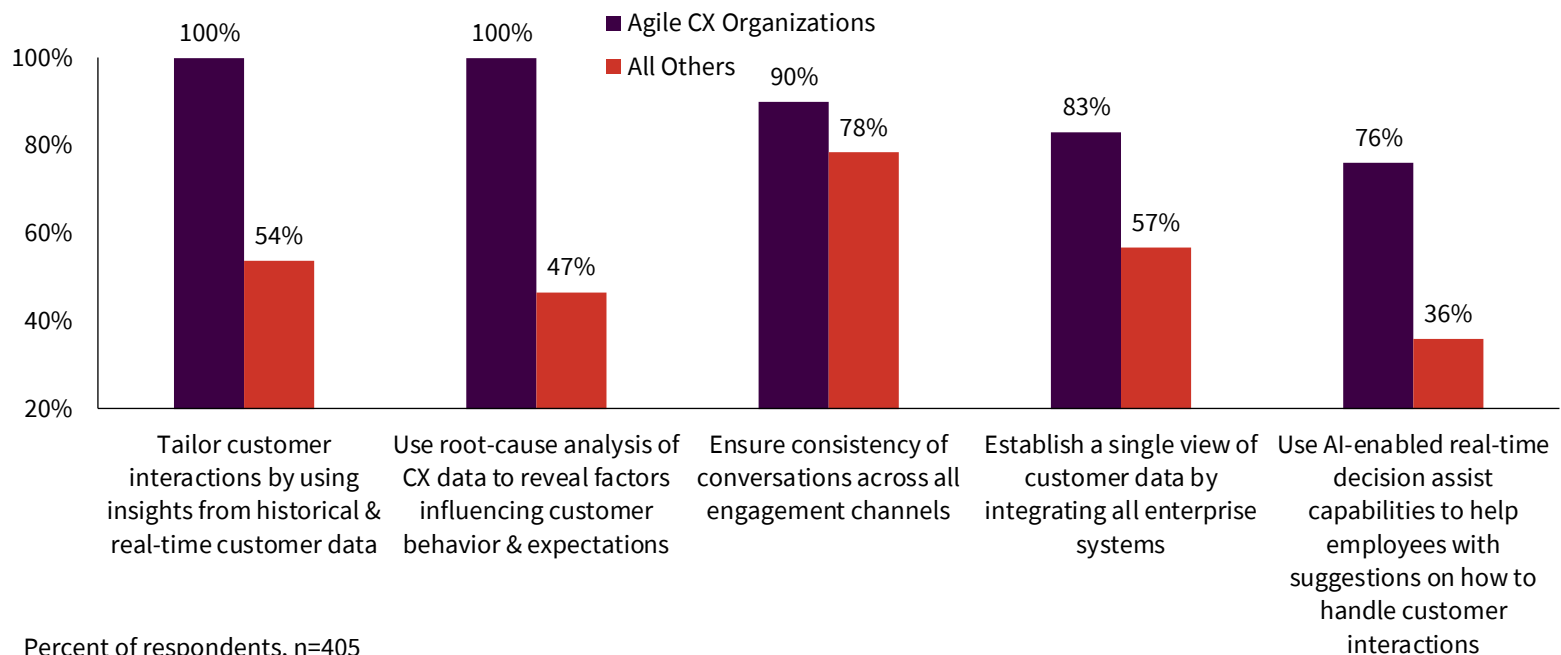 Agile CX Organizations
All Others
100%
80%
60%
40%
20%
100%
54%
100%
47%
90%
78%
83%
57%
76%
36%
Tailor customer
interactions by using
insights from historical &
real-time customer data
Use root-cause analysis of
CX data to reveal factors
influencing customer
behavior & expectations
Ensure consistency of
conversations across all
engagement channels
Establish a single view of
customer data by
integrating all enterprise
systems
Use AI-enabled real-time
decision assist
capabilities to help
employees with
suggestions on how to
handle customer
interactions
Percent of respondents, n=405